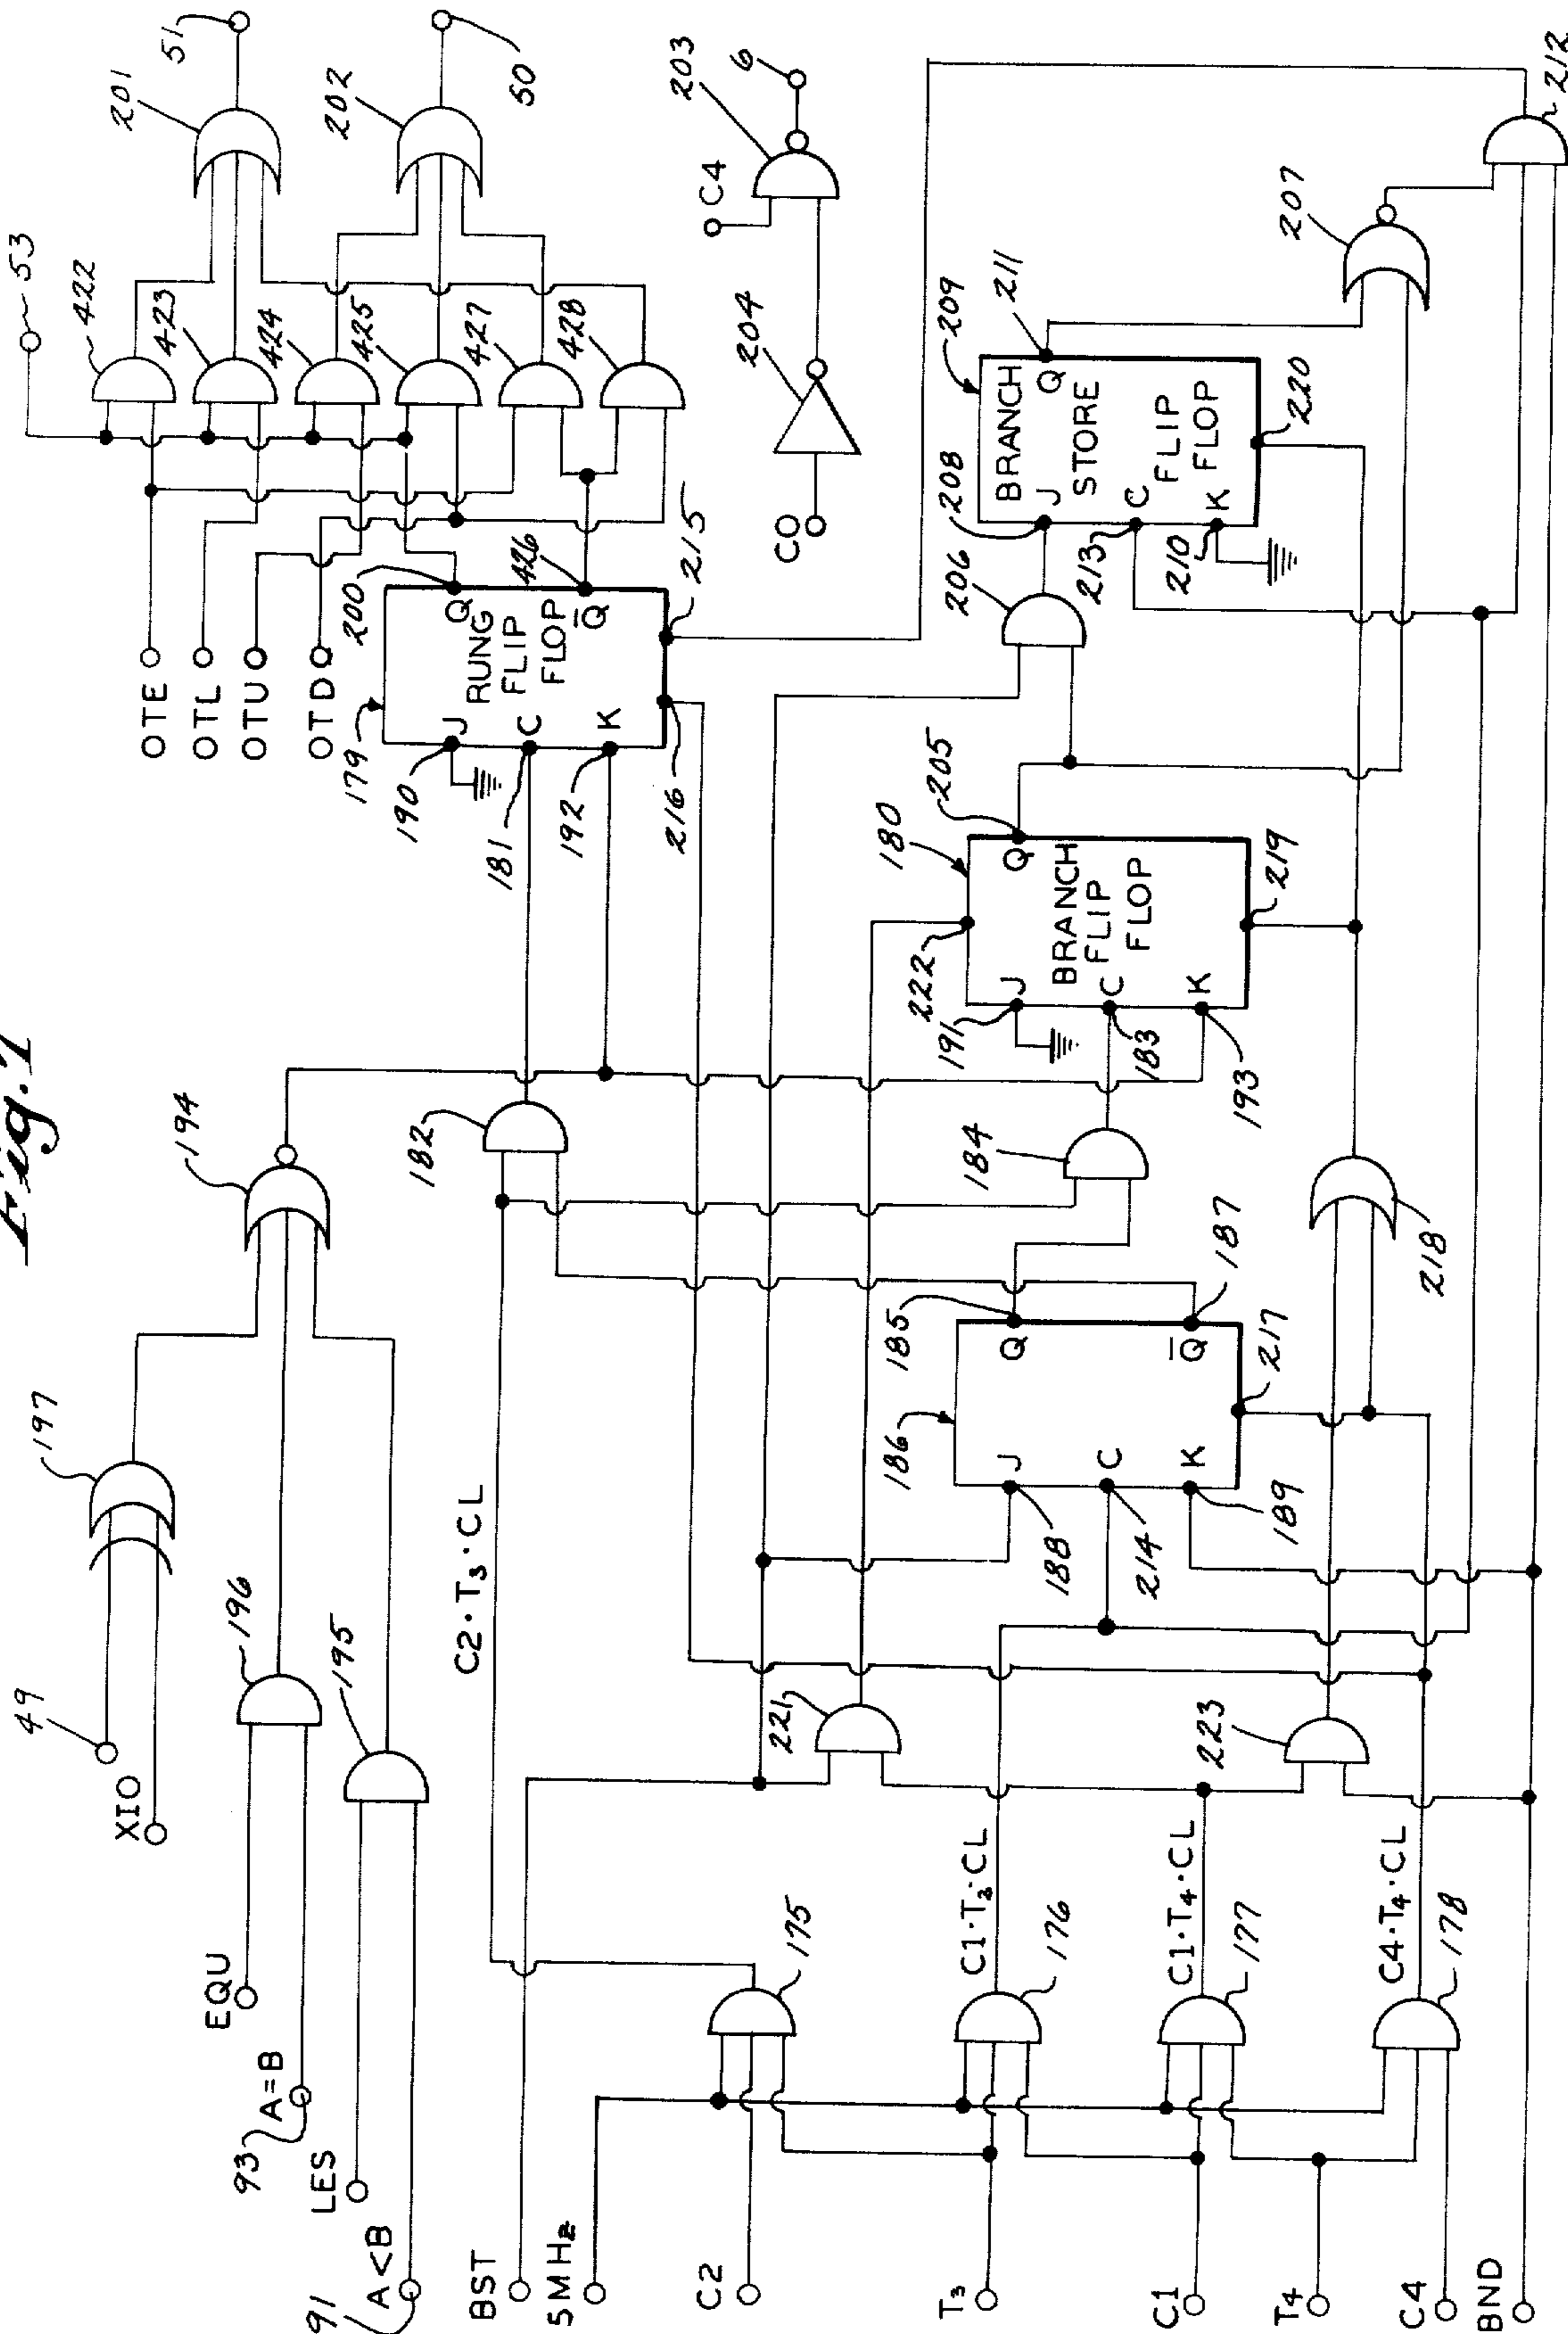 Fig. 7
49
XIO
197
EQU
93
A=B
196
LES
91
A<B
195
194
BST
5MHz
C2
T3
C1
T4
C4
BND
C2·T3·CL
175
C1·T3·CL
176
C1·T4·CL
177
C4·T4·CL
178
221
223
182
184
186
J
C
K
Q
Q̅
188
214
189
185
187
217
218
OTE
OTL
OTU
OTD
179
RUNG
FLIP
FLOP
J
C
K
Q
Q̅
190
181
192
200
426
215
216
180
BRANCH
FLIP
FLOP
J
C
K
Q
222
191
183
193
205
219
206
209
BRANCH
STORE
FLIP
FLOP
J
C
K
Q
208
213
210
211
220
207
212
53
422
423
424
425
427
428
201
51
202
50
CO
204
C4
203
6